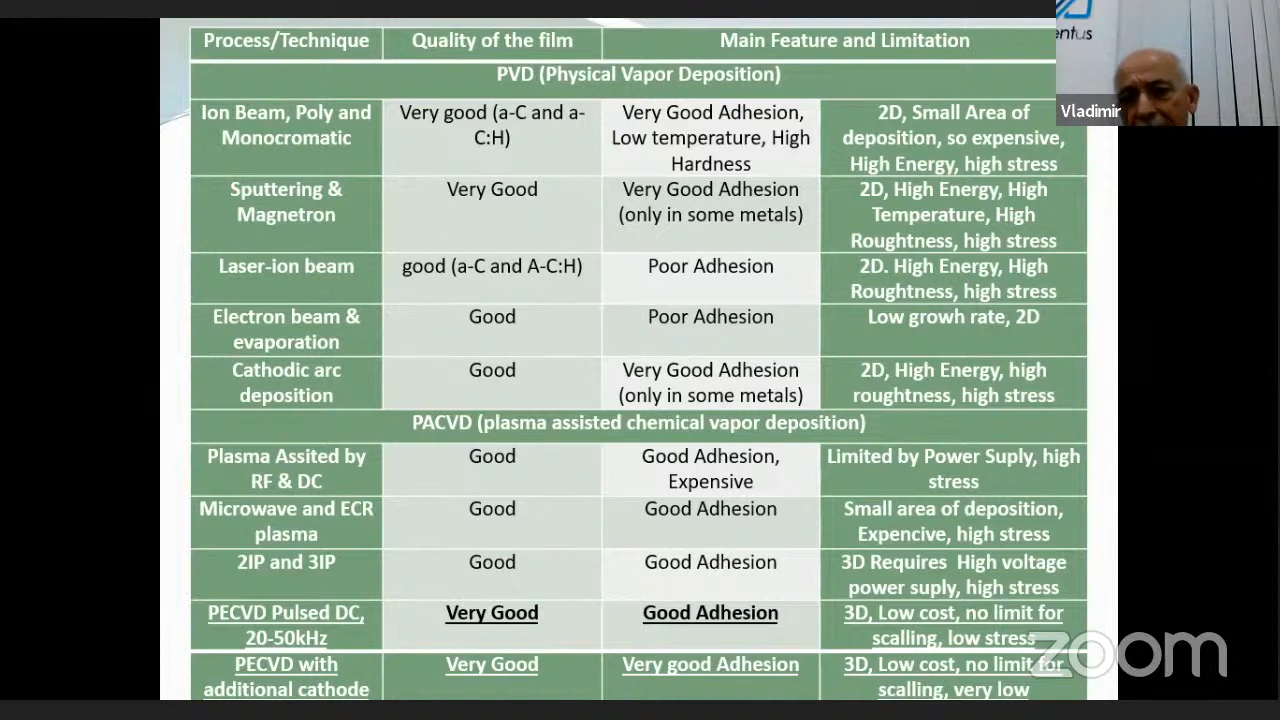 Process/Technique Quality of the film Main Feature and Limitation
PVD (Physical Vapor Deposition)
Ion Beam, Poly and
Monocromatic
Very good (a-C and a-
C:H)
Very Good Adhesion,
Low temperature, High
Hardness
2D, Small Area of
deposition, so expensive,
High Energy, high stress
Sputtering &
Magnetron
Very Good
Very Good Adhesion
(only in some metals)
2D, High Energy, High
Temperature, High
Roughtness, high stress
Laser-ion beam
good (a-C and A-C:H)
Poor Adhesion
2D. High Energy, High
Roughtness, high stress
Electron beam &
evaporation
Good
Poor Adhesion
Low growh rate, 2D
Cathodic arc
deposition
Good
Very Good Adhesion
(only in some metals)
2D, High Energy, high
roughtness, high stress
PACVD (plasma assisted chemical vapor deposition)
Plasma Assited by
RF & DC
Good
Good Adhesion,
Expensive
Limited by Power Suply, high
stress
Microwave and ECR
plasma
Good
Good Adhesion
Small area of deposition,
Expencive, high stress
2IP and 3IP
Good
Good Adhesion
3D Requires High voltage
power suply, high stress
PECVD Pulsed DC,
20-50kHz
Very Good
Good Adhesion
3D, Low cost, no limit for
scalling, low stress
PECVD with
additional cathode
Very Good
Very good Adhesion
3D, Low cost, no limit for
scalling, very low
entus
Vladimir
zoom